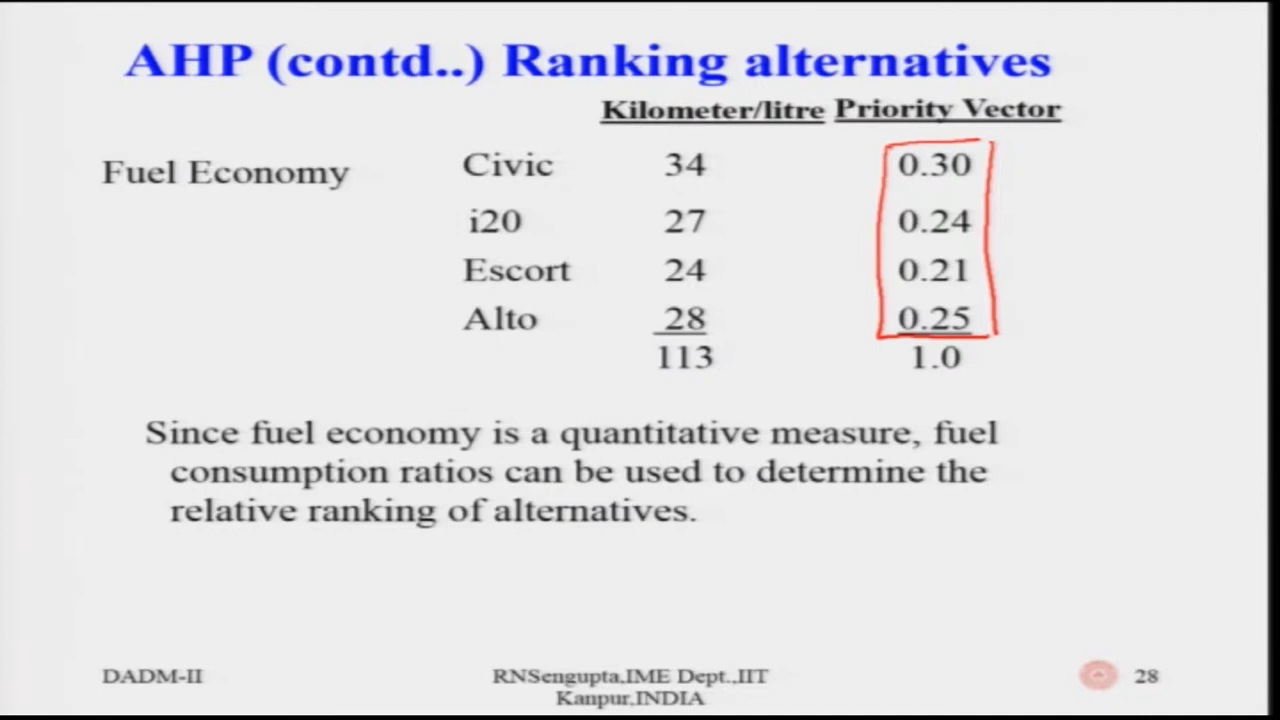 AHP (contd..) Ranking alternatives
Kilometer/litre Priority Vector
Fuel Economy Civic 34 0.30
i20 27 0.24
Escort 24 0.21
Alto 28 0.25
113 1.0
Since fuel economy is a quantitative measure, fuel
consumption ratios can be used to determine the
relative ranking of alternatives.
DADM-II RNSengupta,IME Dept.,IIT 28
Kanpur,INDIA